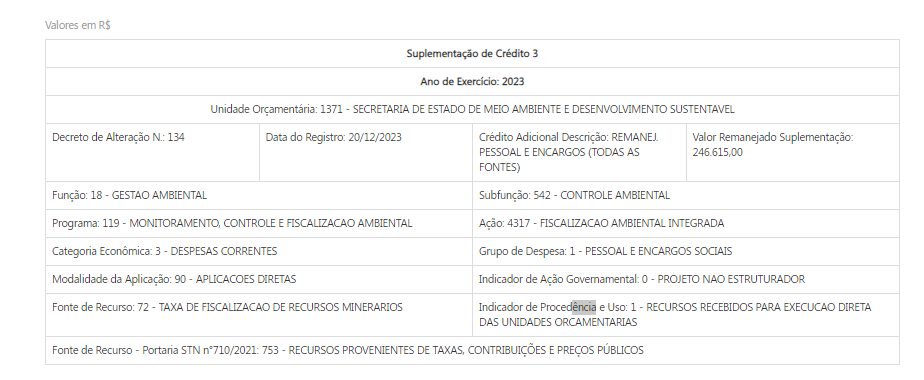 Valores em R$
Suplementação de Crédito 3
Ano de Exercício: 2023
Unidade Orçamentária: 1371 - SECRETARIA DE ESTADO DE MEIO AMBIENTE E DESENVOLVIMENTO SUSTENTAVEL
Decreto de Alteração N.: 134
Data do Registro: 20/12/2023
Crédito Adicional Descrição: REMANEJ.
PESSOAL E ENCARGOS (TODAS AS
FONTES)
Valor Remanejado Suplementação:
246.615,00
Função: 18 - GESTAO AMBIENTAL
Subfunção: 542 - CONTROLE AMBIENTAL
Programa: 119 - MONITORAMENTO, CONTROLE E FISCALIZACAO AMBIENTAL
Ação: 4317 - FISCALIZACAO AMBIENTAL INTEGRADA
Categoria Econômica: 3 - DESPESAS CORRENTES
Grupo de Despesa: 1 - PESSOAL E ENCARGOS SOCIAIS
Modalidade da Aplicação: 90 - APLICACOES DIRETAS
Indicador de Ação Governamental: 0 - PROJETO NAO ESTRUTURADOR
Fonte de Recurso: 72 - TAXA DE FISCALIZACAO DE RECURSOS MINERARIOS
Indicador de Procedência e Uso: 1 - RECURSOS RECEBIDOS PARA EXECUCAO DIRETA
DAS UNIDADES ORCAMENTARIAS
Fonte de Recurso - Portaria STN n°710/2021: 753 - RECURSOS PROVENIENTES DE TAXAS, CONTRIBUIÇÕES E PREÇOS PÚBLICOS